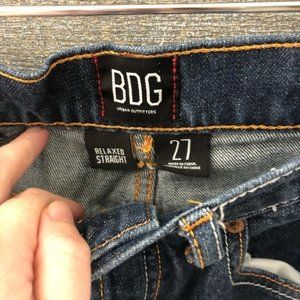 BDG
URBAN OUTFITTERS
RELAXED
STRAIGHT
27
MADE IN CHINA